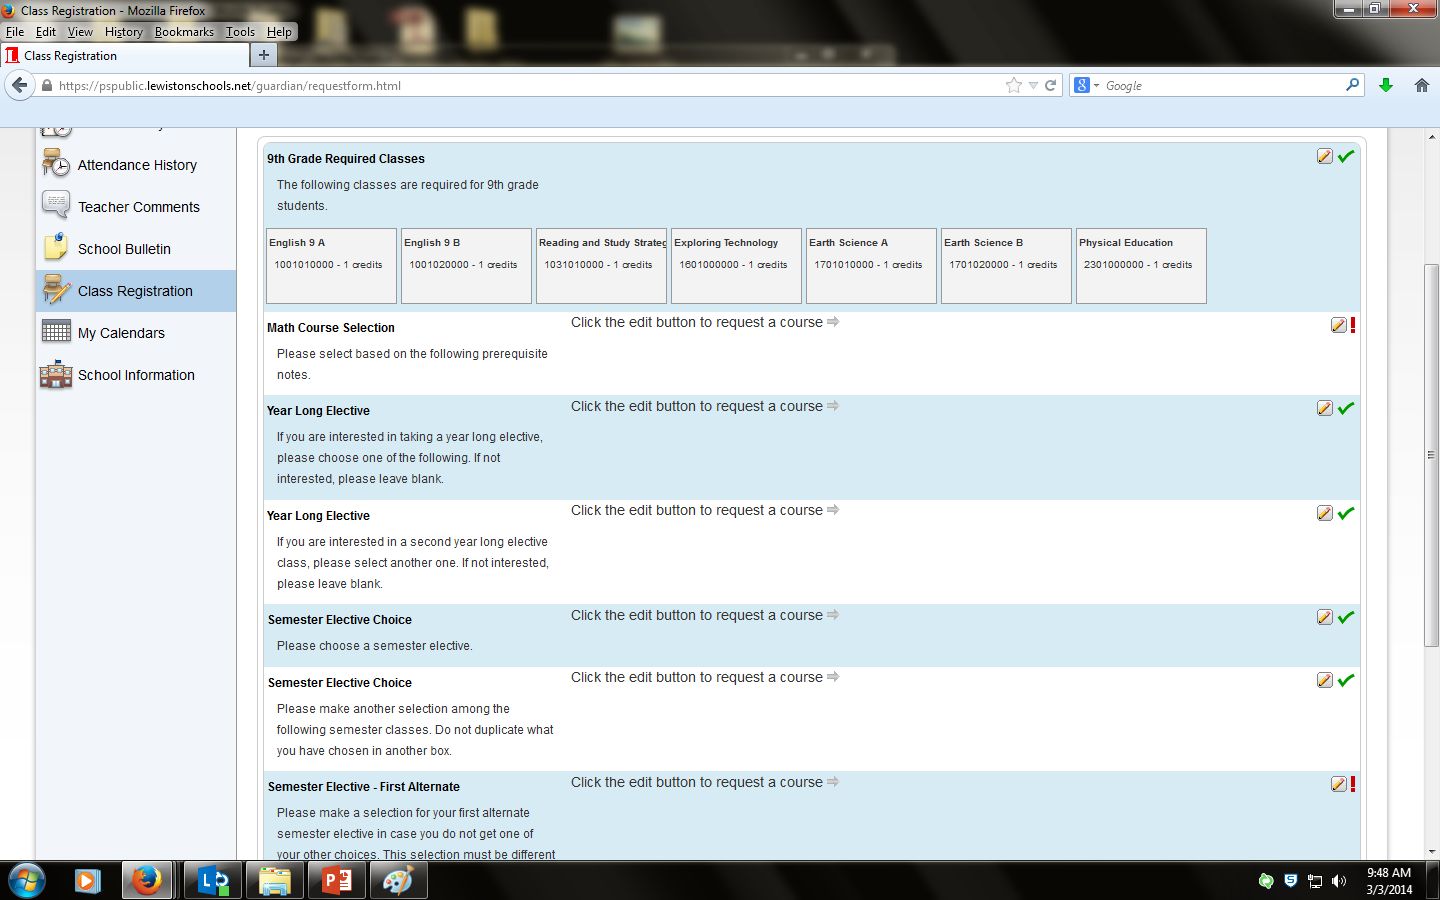 Class Registration - Mozilla Firefox
File Edit View History Bookmarks Tools Help
Class Registration
https://pspublic.lewistonschools.net/guardian/requestform.html
Google
Attendance History
Teacher Comments
School Bulletin
Class Registration
My Calendars
School Information
9th Grade Required Classes
The following classes are required for 9th grade
students.
English 9 A
1001010000 - 1 credits
English 9 B
1001020000 - 1 credits
Reading and Study Strateg
1031010000 - 1 credits
Exploring Technology
1601000000 - 1 credits
Earth Science A
1701010000 - 1 credits
Earth Science B
1701020000 - 1 credits
Physical Education
2301000000 - 1 credits
Math Course Selection
Please select based on the following prerequisite
notes.
Click the edit button to request a course
Year Long Elective
If you are interested in taking a year long elective,
please choose one of the following. If not
interested, please leave blank.
Click the edit button to request a course
Year Long Elective
If you are interested in a second year long elective
class, please select another one. If not interested,
please leave blank.
Click the edit button to request a course
Semester Elective Choice
Please choose a semester elective.
Click the edit button to request a course
Semester Elective Choice
Please make another selection among the
following semester classes. Do not duplicate what
you have chosen in another box.
Click the edit button to request a course
Semester Elective - First Alternate
Please make a selection for your first alternate
semester elective in case you do not get one of
your other choices. This selection must be different
Click the edit button to request a course
9:48 AM
3/3/2014